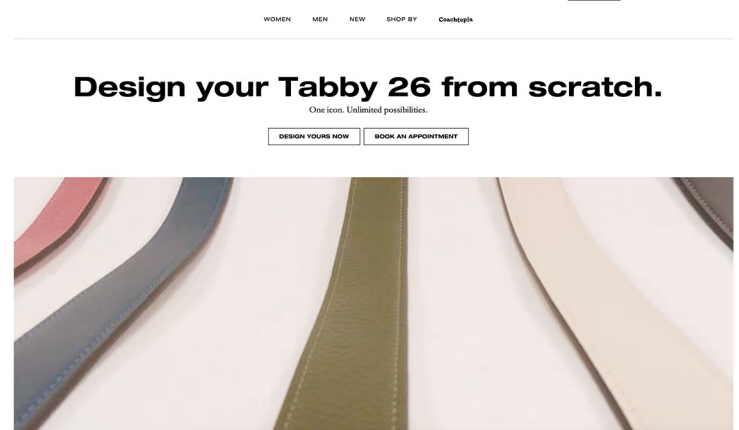 WOMEN MEN NEW SHOP BY Coachtopia
Design your Tabby 26 from scratch.
One icon. Unlimited possibilities.
DESIGN YOURS NOW BOOK AN APPOINTMENT